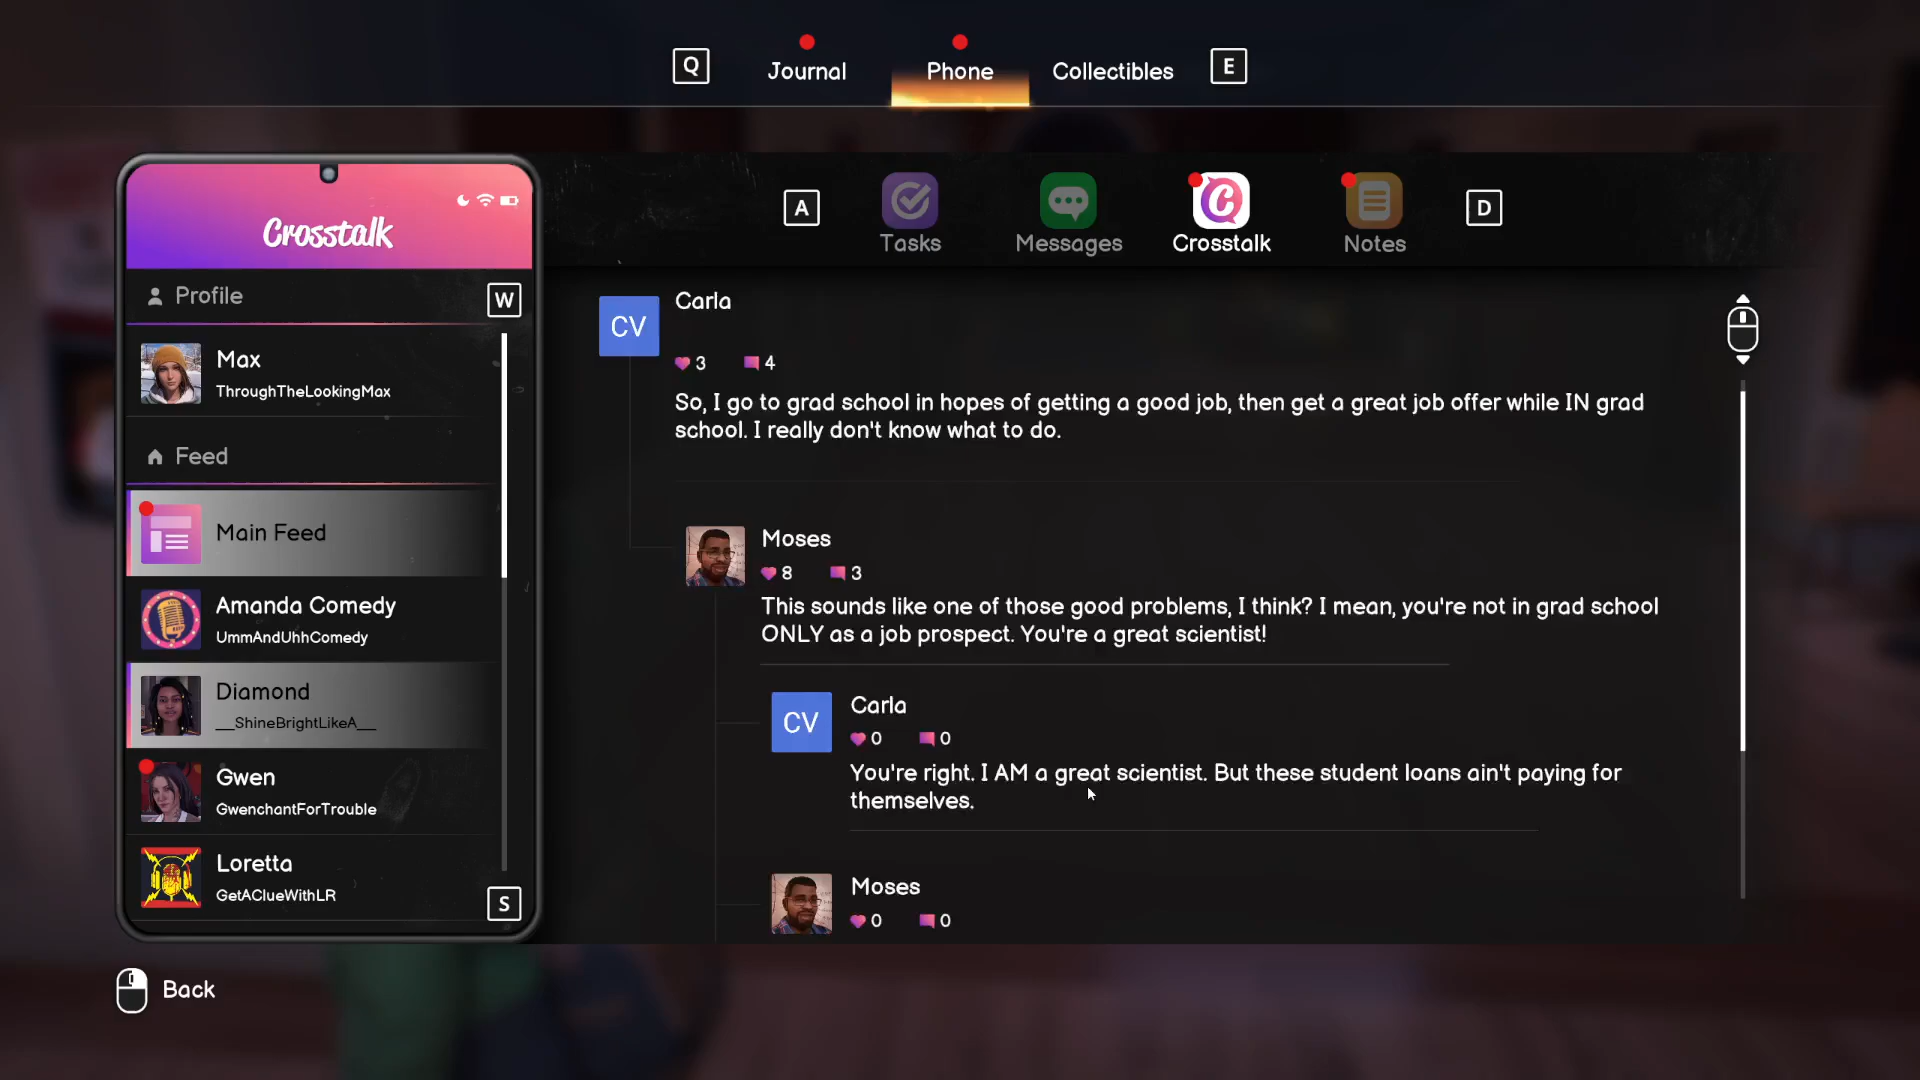 Q
Journal
Phone
Collectibles
E
Crosstalk
Profile
W
Max
ThroughTheLookingMax
Feed
Main Feed
Amanda Comedy
UmmAndUhhComedy
Diamond
__ShineBrightLikeA__
Gwen
GwenchantForTrouble
Loretta
GetAClueWithLR
S
A
Tasks
Messages
Crosstalk
Notes
D
CV
Carla
3 4
So, I go to grad school in hopes of getting a good job, then get a great job offer while IN grad
school. I really don't know what to do.
Moses
8 3
This sounds like one of those good problems, I think? I mean, you're not in grad school
ONLY as a job prospect. You're a great scientist!
CV
Carla
0 0
You're right. I AM a great scientist. But these student loans ain't paying for
themselves.
Moses
0 0
Back